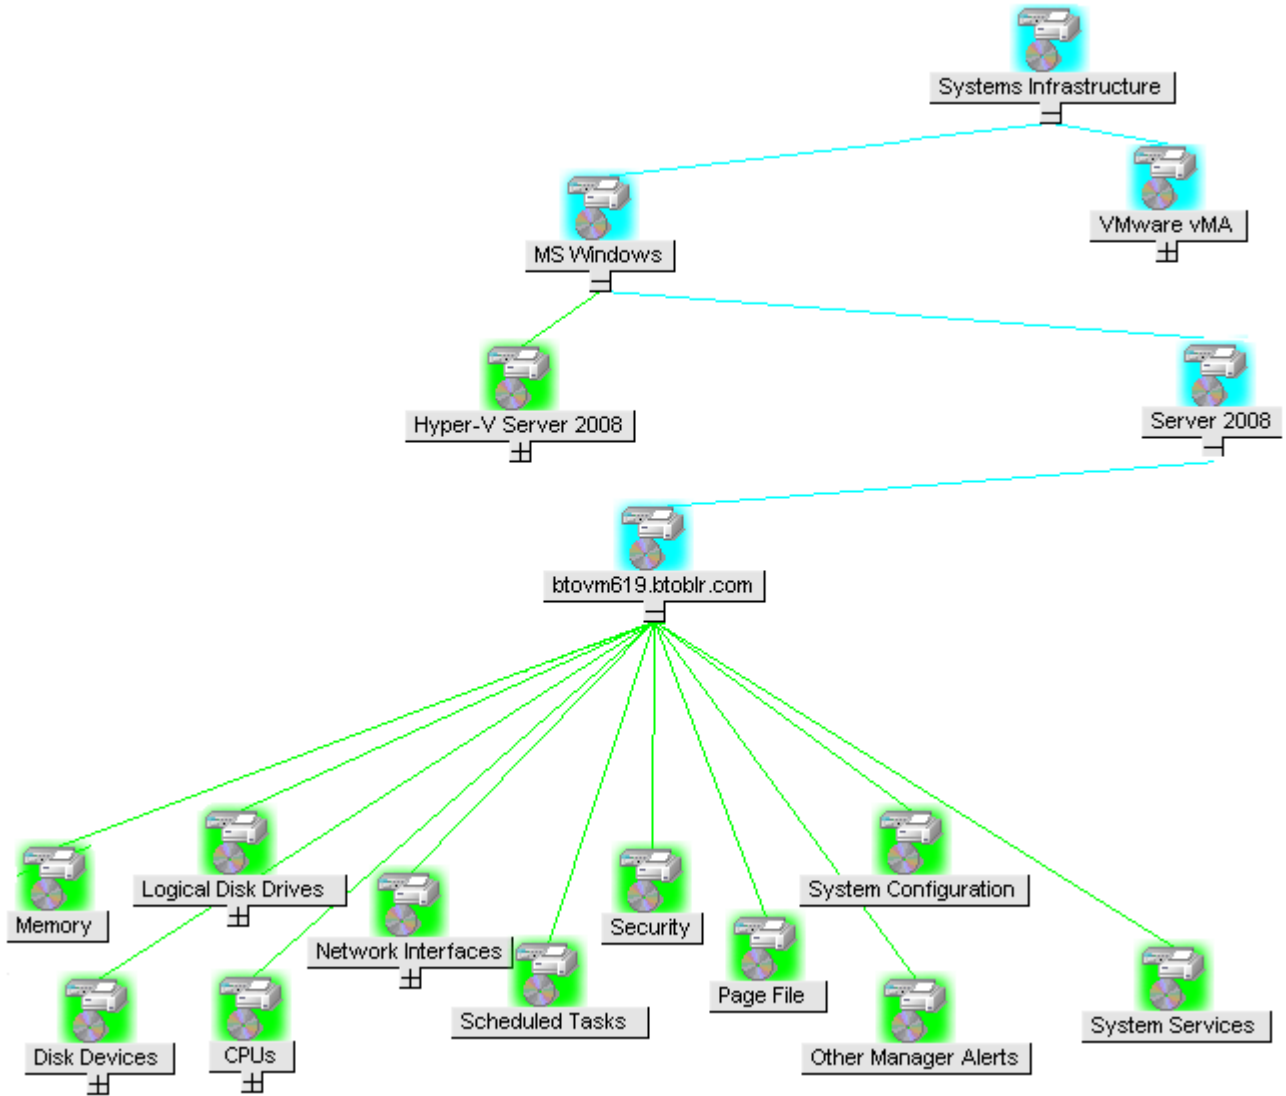 Systems Infrastructure
VMware vMA
MS Windows
Hyper-V Server 2008
Server 2008
btovm619.btoblr.com
Logical Disk Drives
System Configuration
Memory
Security
Network Interfaces
Page File
Scheduled Tasks
System Services
Disk Devices
CPUs
Other Manager Alerts